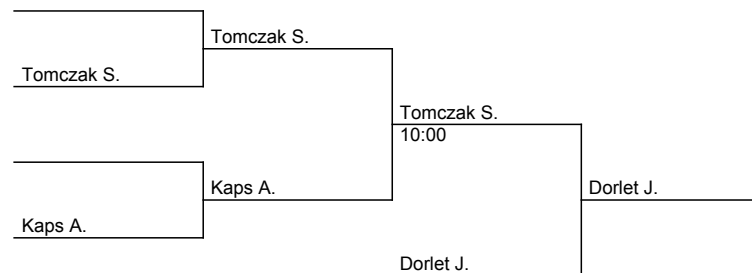 Tomczak S.
Tomczak S.
Tomczak S.
10:00
Kaps A.
Dorlet J.
Kaps A.
Dorlet J.